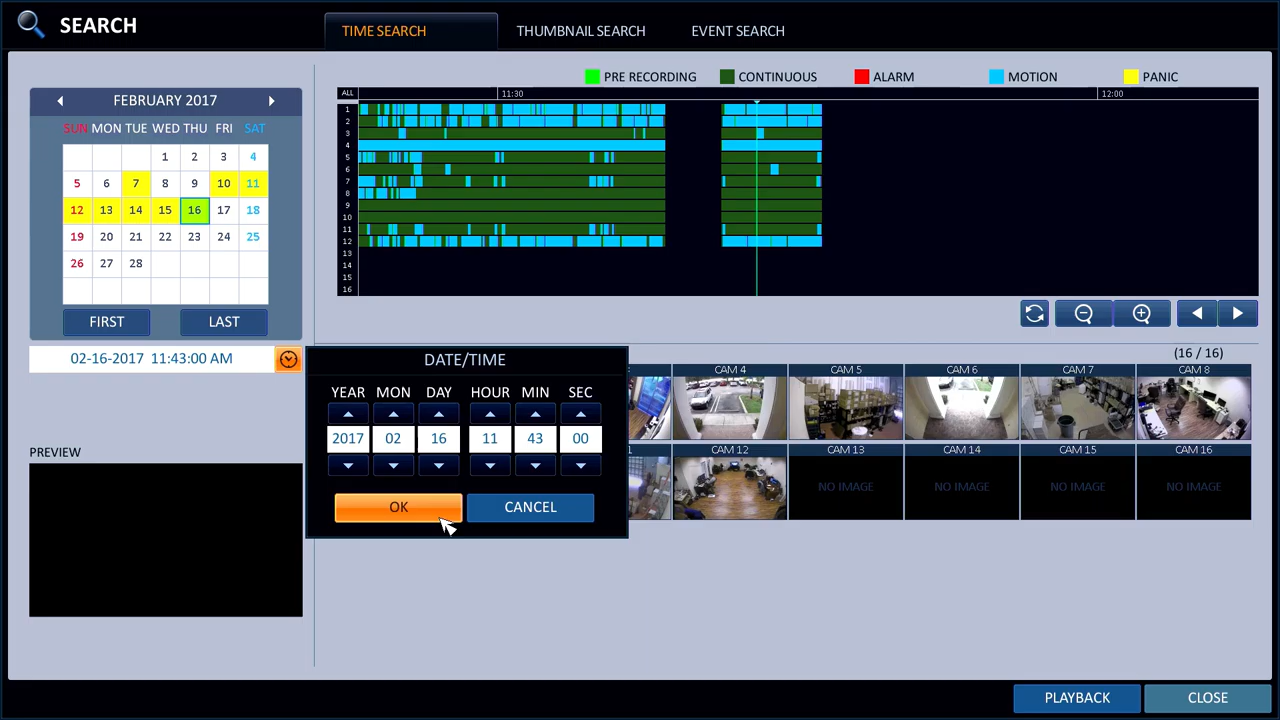 SEARCH
TIME SEARCH
THUMBNAIL SEARCH
EVENT SEARCH
PRE RECORDING CONTINUOUS ALARM MOTION PANIC
FEBRUARY 2017
SUN MON TUE WED THU FRI SAT
1 2 3 4
5 6 7 8 9 10 11
12 13 14 15 16 17 18
19 20 21 22 23 24 25
26 27 28
FIRST LAST
ALL 11:30 12:00
1
2
3
4
5
6
7
8
9
10
11
12
13
14
15
16
02-16-2017 11:43:00 AM
(16 / 16)
DATE/TIME
YEAR MON DAY HOUR MIN SEC
2017 02 16 11 43 00
OK CANCEL
CAM 4 CAM 5 CAM 6 CAM 7 CAM 8
CAM 12 CAM 13 CAM 14 CAM 15 CAM 16
NO IMAGE NO IMAGE NO IMAGE NO IMAGE
PREVIEW
PLAYBACK CLOSE